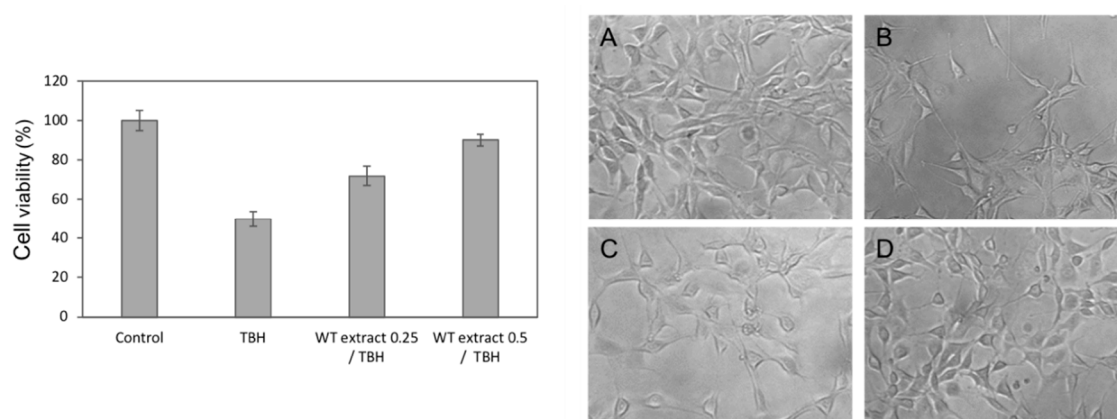 Cell viability (%)
120
100
80
60
40
20
0
Control
TBH
WT extract 0.25
/ TBH
WT extract 0.5
/ TBH
A
B
C
D